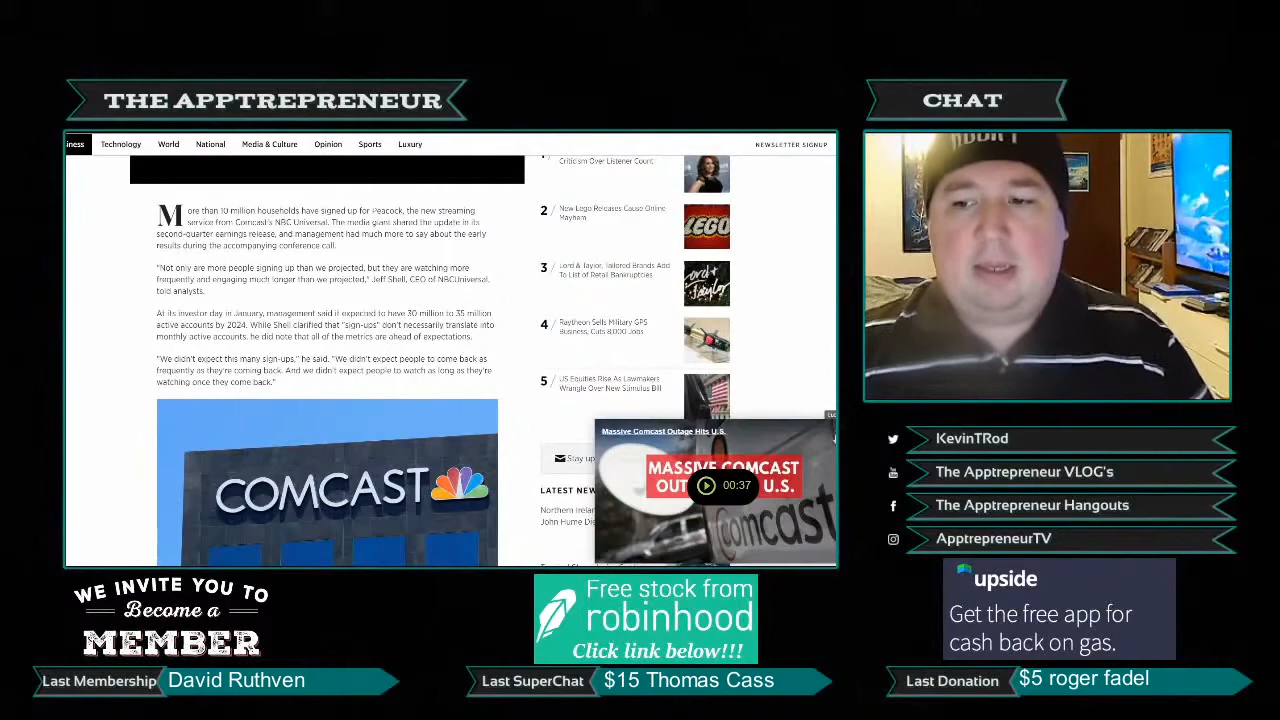 THE APPTREPRENEUR
CHAT
iness Technology World National Media & Culture Opinion Sports Luxury NEWSLETTER SIGNUP
More than 10 million households have signed up for Peacock, the new streaming
service from Comcast's NBC Universal. The media giant shared the update in its
second-quarter earnings release, and management had much more to say about the early
results during the accompanying conference call.
"Not only are more people signing up than we projected, but they are watching more
frequently and engaging much longer than we projected," Jeff Shell, CEO of NBCUniversal,
told analysts.
At its investor day in January, management said it expected to have 30 million to 35 million
active accounts by 2024. While Shell clarified that "sign-ups" don't necessarily translate into
monthly active accounts, he did note that all of the metrics are ahead of expectations.
"We didn't expect this many sign-ups," he said. "We didn't expect people to come back as
frequently as they're coming back. And we didn't expect people to watch as long as they're
watching once they come back."
COMCAST
Criticism Over Listener Count
2 / New Lego Releases Cause Online
Mayhem
LEGO
3 / Lord & Taylor, Tailored Brands Add
To List of Retail Bankruptcies
Lord &
Taylor
4 / Raytheon Sells Military GPS
Business, Cuts 8,000 Jobs
5 / US Equities Rise As Lawmakers
Wrangle Over New Stimulus Bill
Stay up
LATEST NEW
Northern Irelan
John Hume Die
Massive Comcast Outage Hits U.S.
MASSIVE COMCAST
OUT U.S.
00:37
comcast
KevinTRod
The Apptrepreneur VLOG's
The Apptrepreneur Hangouts
ApptrepreneurTV
WE INVITE YOU TO
Become a
MEMBER
Free stock from
robinhood
Click link below!!!
upside
Get the free app for
cash back on gas.
Last Membership David Ruthven
Last SuperChat $15 Thomas Cass
Last Donation $5 roger fadel